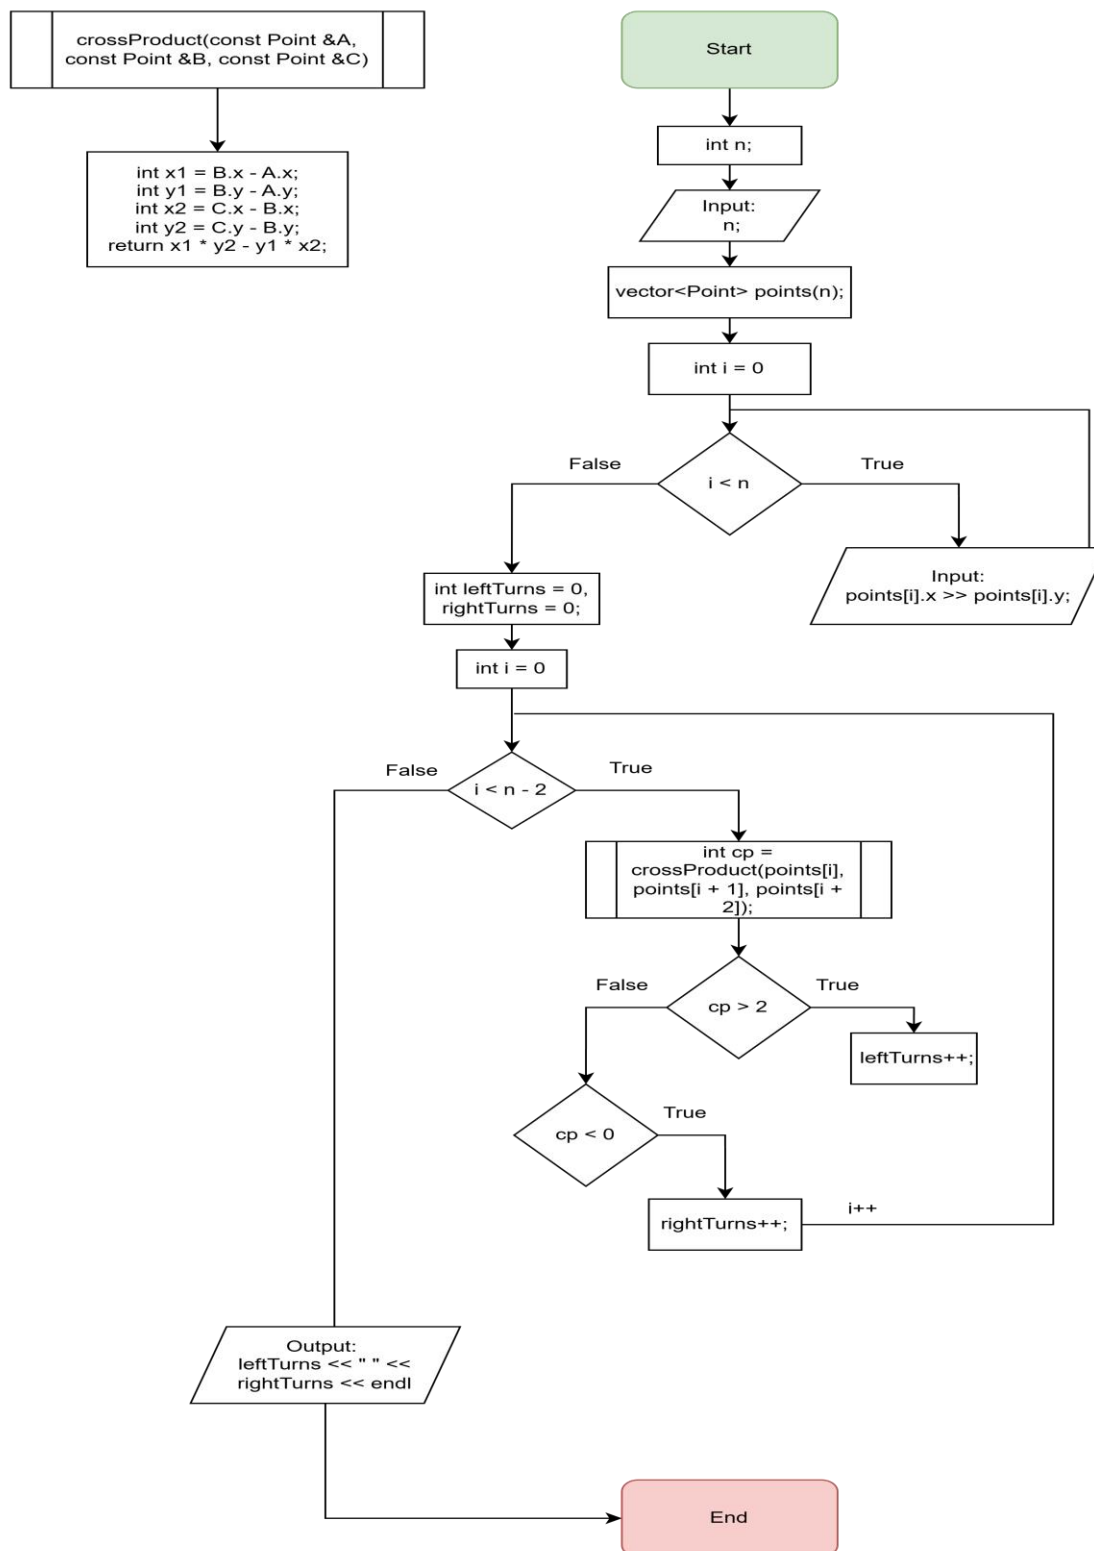 crossProduct(const Point &A,
const Point &B, const Point &C)
int x1 = B.x - A.x;
int y1 = B.y - A.y;
int x2 = C.x - B.x;
int y2 = C.y - B.y;
return x1 * y2 - y1 * x2;
Start
int n;
Input:
n;
vector<Point> points(n);
int i = 0
i < n
False
True
Input:
points[i].x >> points[i].y;
int leftTurns = 0,
rightTurns = 0;
int i = 0
i < n - 2
False
True
int cp =
crossProduct(points[i],
points[i + 1], points[i +
2]);
cp > 2
False
True
leftTurns++;
cp < 0
True
rightTurns++;
i++
Output:
leftTurns << " " <<
rightTurns << endl
End